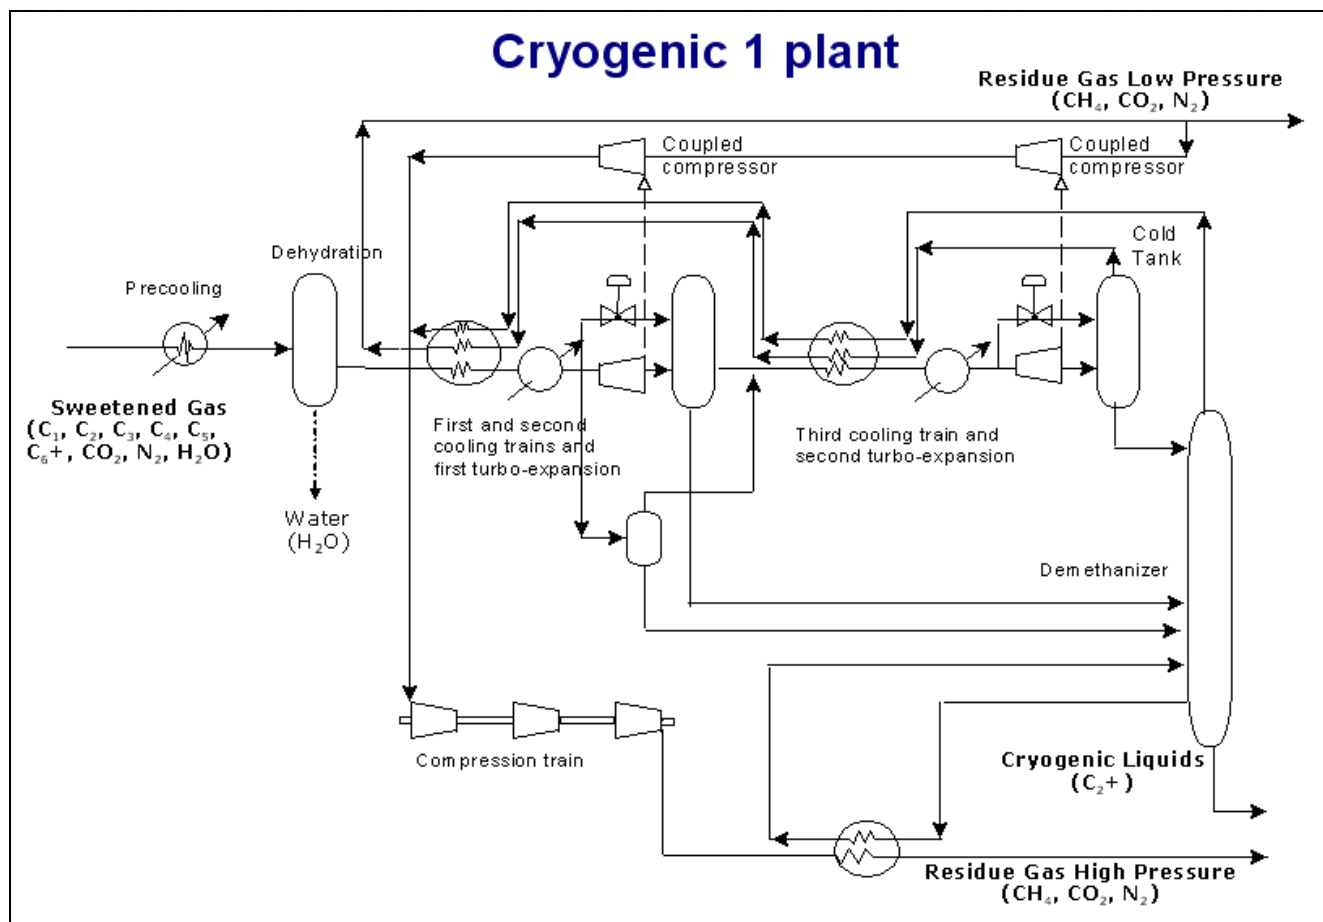 Cryogenic 1 plant
Residue Gas Low Pressure
(CH₄, CO₂, N₂)
Coupled
compressor
Coupled
compressor
Dehydration
Cold
Tank
Precooling
Sweetened Gas
(C₁, C₂, C₃, C₄, C₅,
C₆+, CO₂, N₂, H₂O)
First and second
cooling trains and
first turbo-expansion
Third cooling train and
second turbo-expansion
Water
(H₂O)
Demethanizer
Compression train
Cryogenic Liquids
(C₂+)
Residue Gas High Pressure
(CH₄, CO₂, N₂)